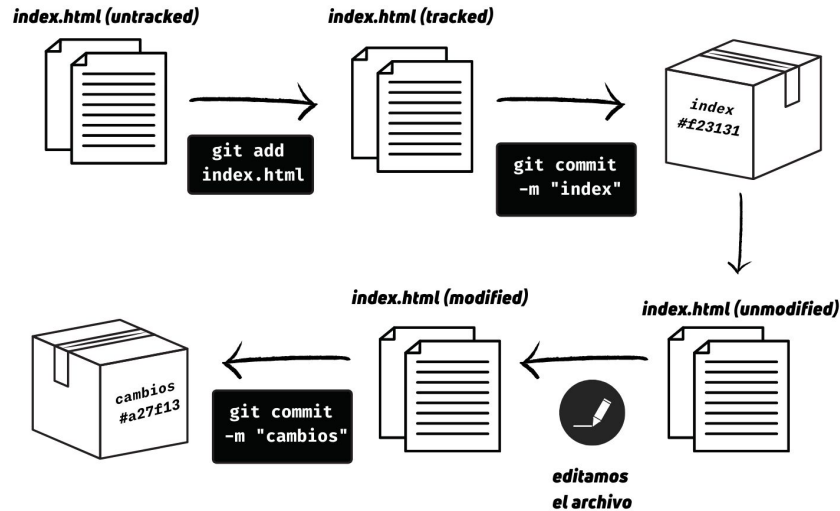 index.html (untracked)
index.html (tracked)
git add
index.html
git commit
-m "index"
index
#f23131
index.html (unmodified)
editamos
el archivo
index.html (modified)
git commit
-m "cambios"
cambios
#a27f13